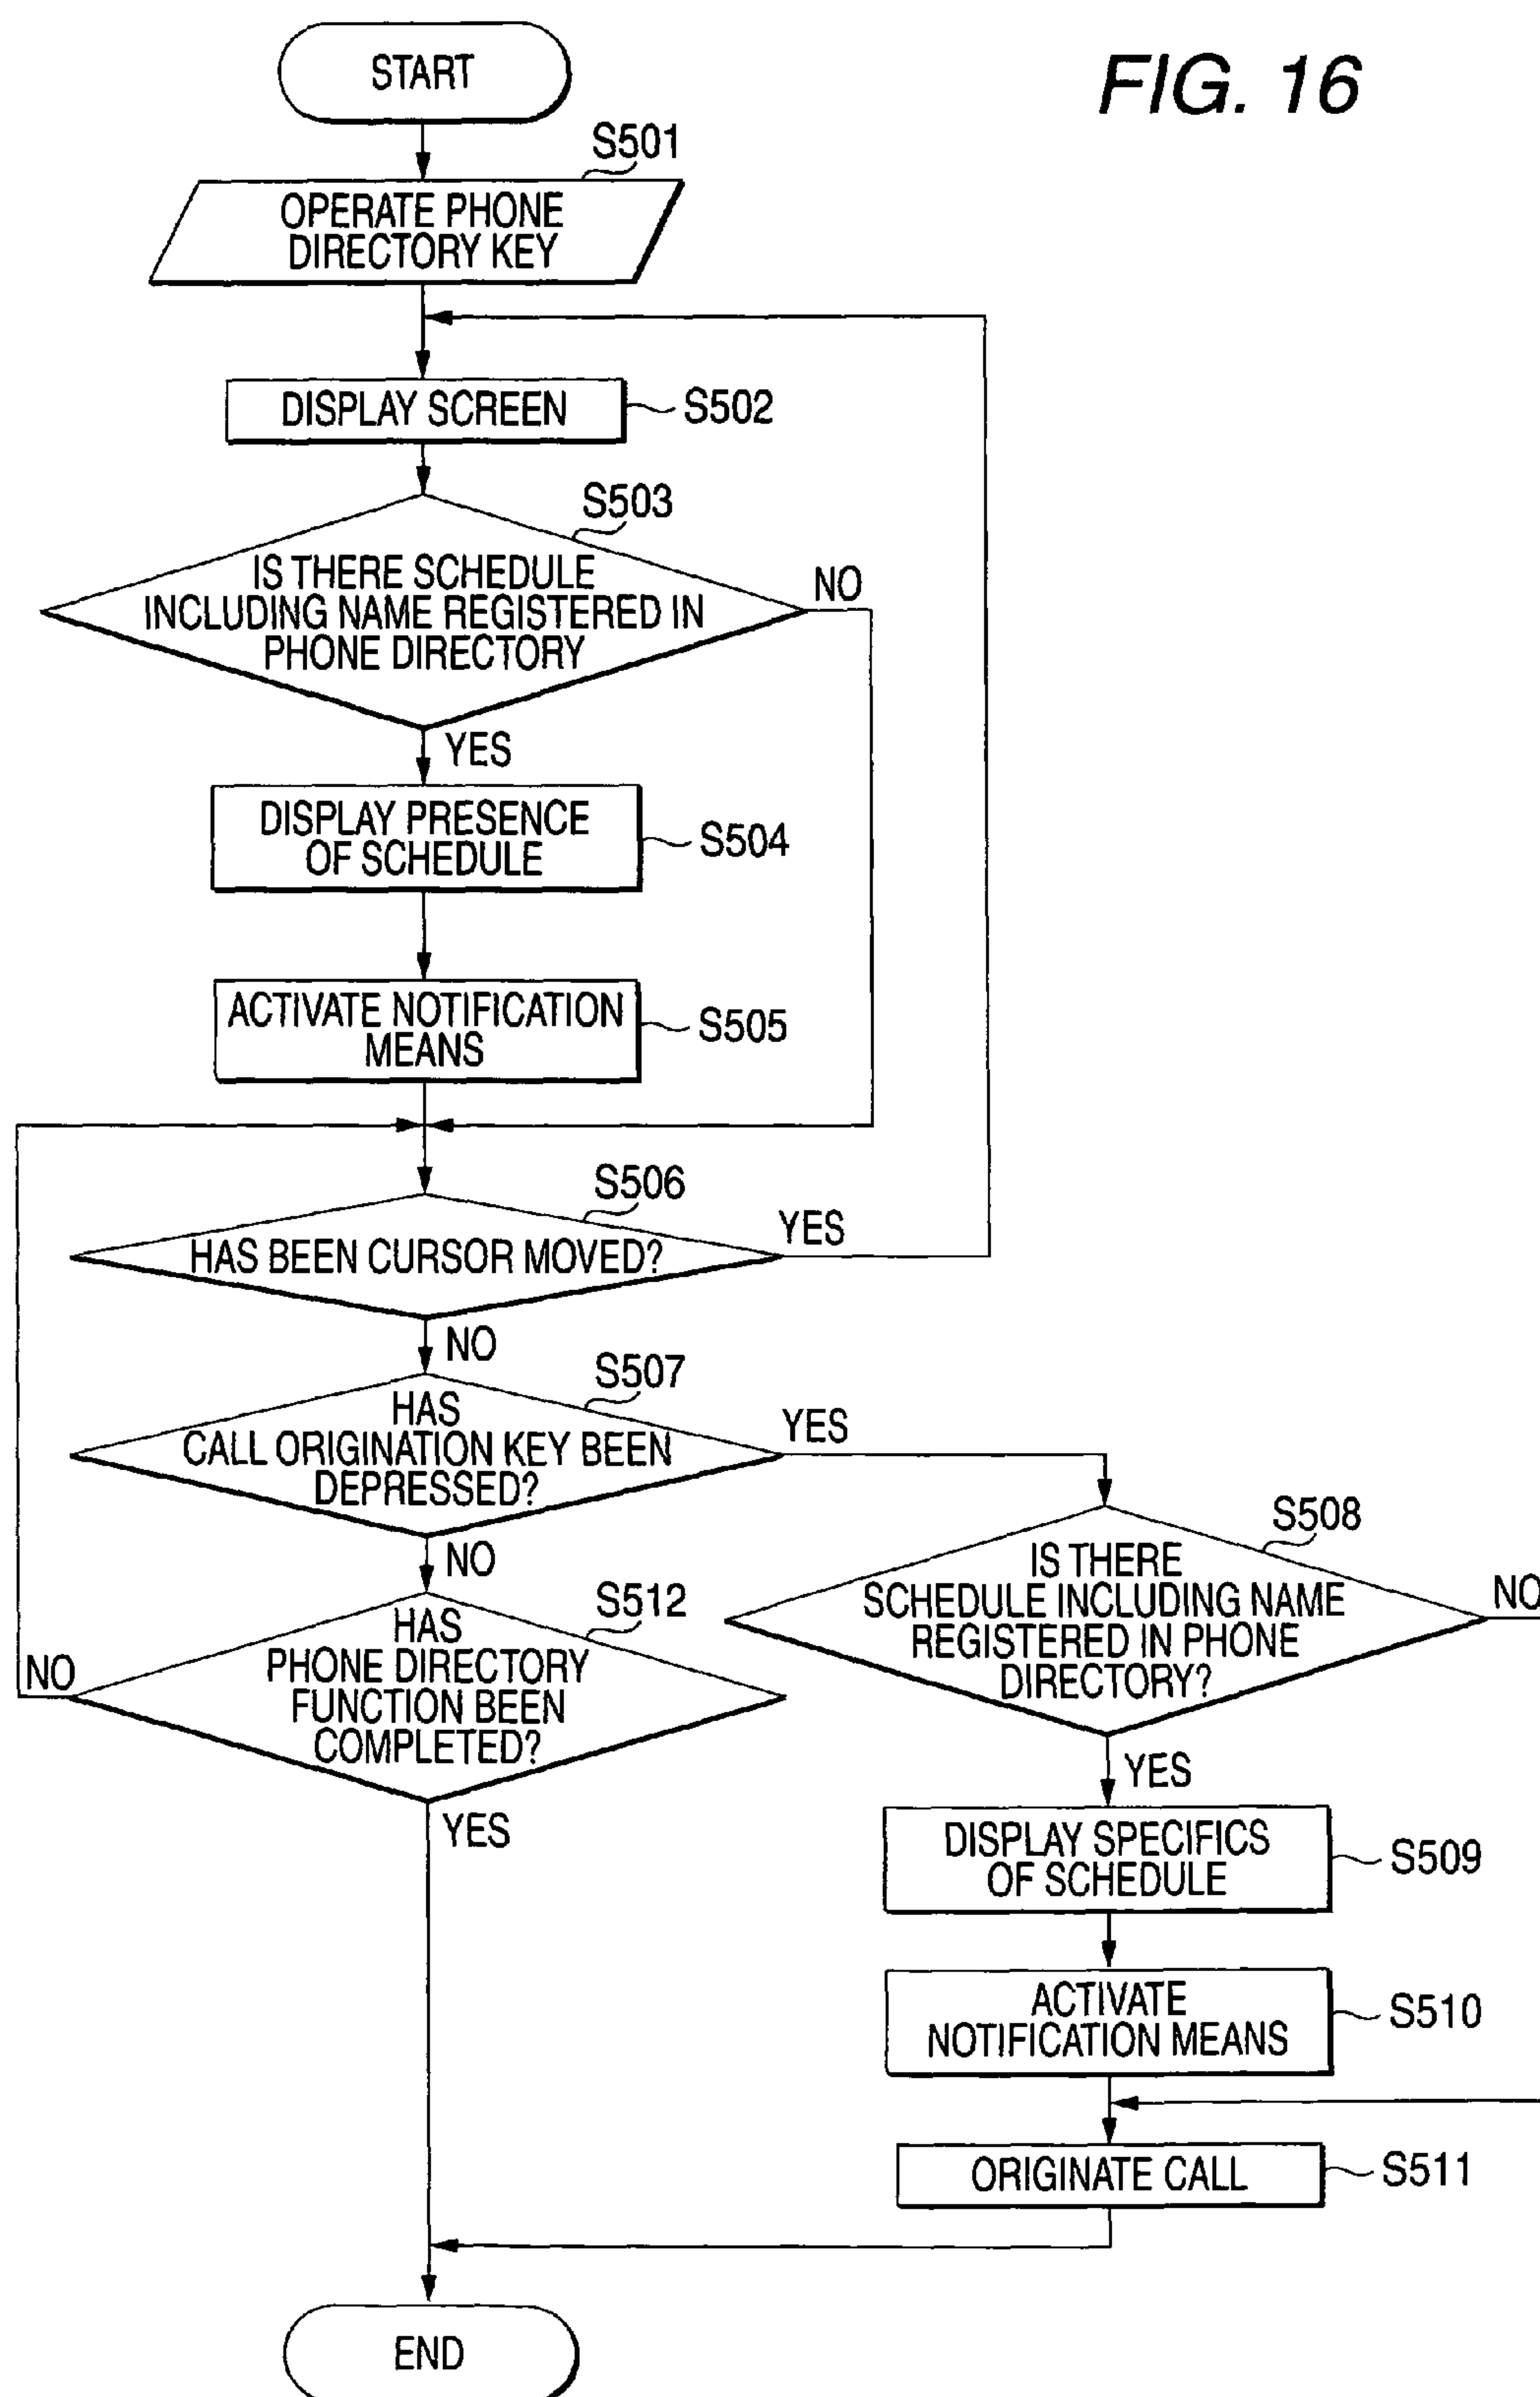 FIG. 16
START
S501
OPERATE PHONE
DIRECTORY KEY
DISPLAY SCREEN
S502
S503
IS THERE SCHEDULE
INCLUDING NAME REGISTERED IN
PHONE DIRECTORY
NO
YES
DISPLAY PRESENCE
OF SCHEDULE
S504
ACTIVATE NOTIFICATION
MEANS
S505
S506
HAS BEEN CURSOR MOVED?
YES
NO
S507
HAS
CALL ORIGINATION KEY BEEN
DEPRESSED?
YES
NO
S508
IS THERE
SCHEDULE INCLUDING NAME
REGISTERED IN PHONE
DIRECTORY?
NO
YES
S512
HAS
PHONE DIRECTORY
FUNCTION BEEN
COMPLETED?
NO
YES
DISPLAY SPECIFICS
OF SCHEDULE
S509
ACTIVATE
NOTIFICATION MEANS
S510
ORIGINATE CALL
S511
END